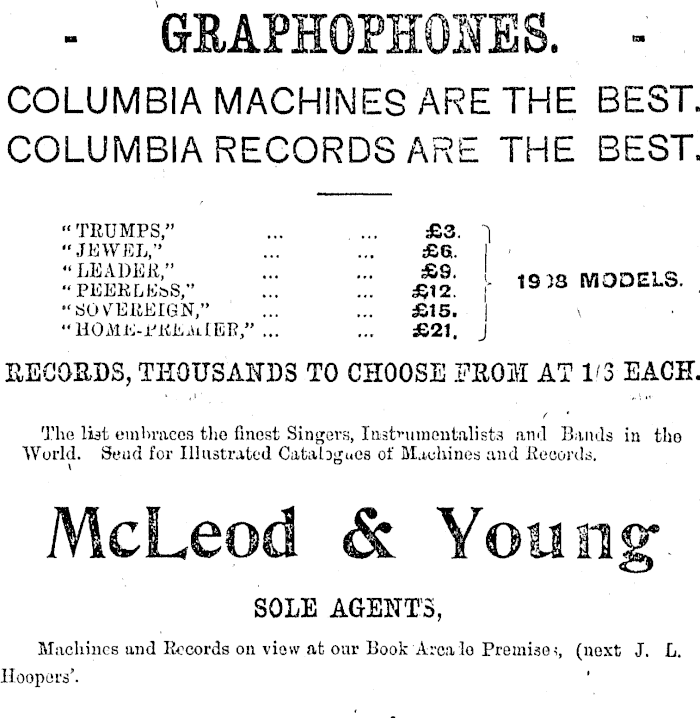 - GRAPHOPHONES. -
COLUMBIA MACHINES ARE THE BEST.
COLUMBIA RECORDS ARE THE BEST.
"TRUMPS," ... ... £3.
"JEWEL," ... ... £6.
"LEADER," ... ... £9.
"PEERLESS," ... ... £12.
"SOVEREIGN," ... ... £15.
"HOME-PREMIER," ... ... £21.
1908 MODELS.
RECORDS, THOUSANDS TO CHOOSE FROM AT 1/3 EACH.
The list embraces the finest Singers, Instrumentalists and Bands in the
World. Send for Illustrated Catalogues of Machines and Records.
McLeod & Young
SOLE AGENTS,
Machines and Records on view at our Book Arcade Premises, (next J. L.
Hoopers'.